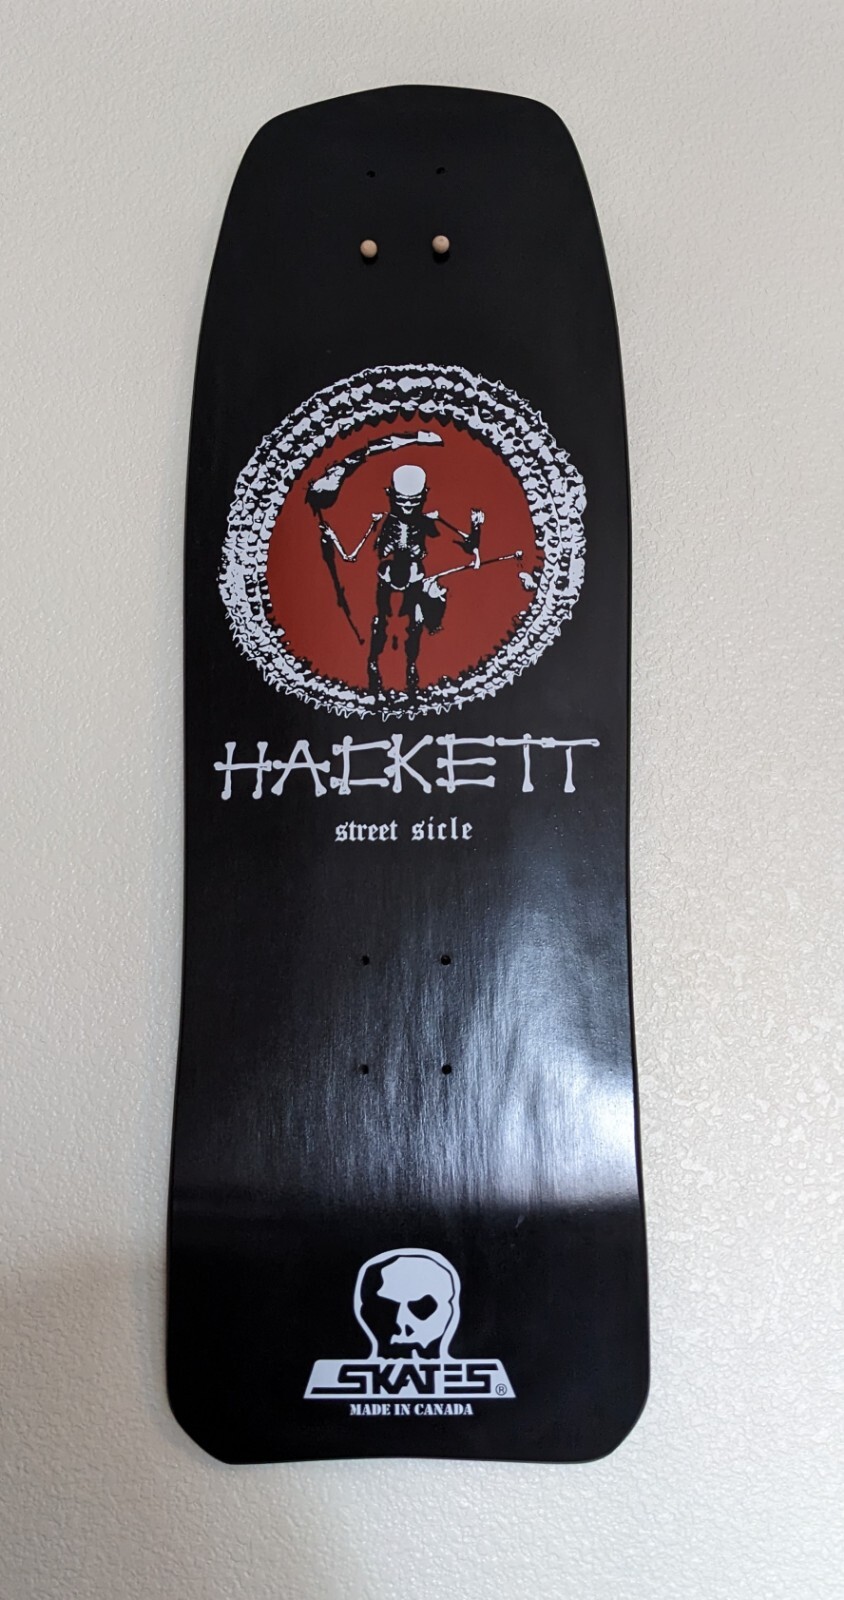 HACKETT
street sicle
SKATES®
MADE IN CANADA